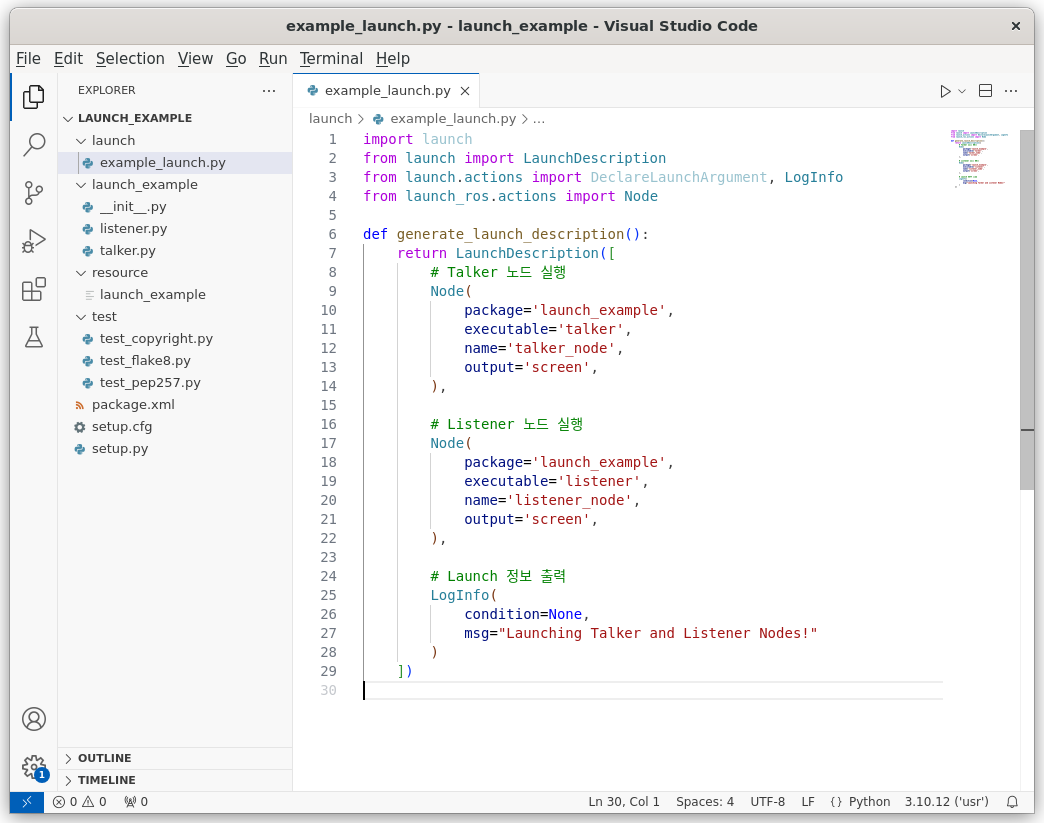 example_launch.py - launch_example - Visual Studio Code
File Edit Selection View Go Run Terminal Help
EXPLORER
LAUNCH_EXAMPLE
launch
example_launch.py
launch_example
__init__.py
listener.py
talker.py
resource
launch_example
test
test_copyright.py
test_flake8.py
test_pep257.py
package.xml
setup.cfg
setup.py
OUTLINE
TIMELINE
1
example_launch.py
launch > example_launch.py > ...
1 import launch
2 from launch import LaunchDescription
3 from launch.actions import DeclareLaunchArgument, LogInfo
4 from launch_ros.actions import Node
5
6 def generate_launch_description():
7     return LaunchDescription([
8         # Talker 노드 실행
9         Node(
10             package='launch_example',
11             executable='talker',
12             name='talker_node',
13             output='screen',
14         ),
15
16         # Listener 노드 실행
17         Node(
18             package='launch_example',
19             executable='listener',
20             name='listener_node',
21             output='screen',
22         ),
23
24         # Launch 정보 출력
25         LogInfo(
26             condition=None,
27             msg="Launching Talker and Listener Nodes!"
28         )
29     ])
30
0 0 0 Ln 30, Col 1 Spaces: 4 UTF-8 LF {} Python 3.10.12 ('usr')